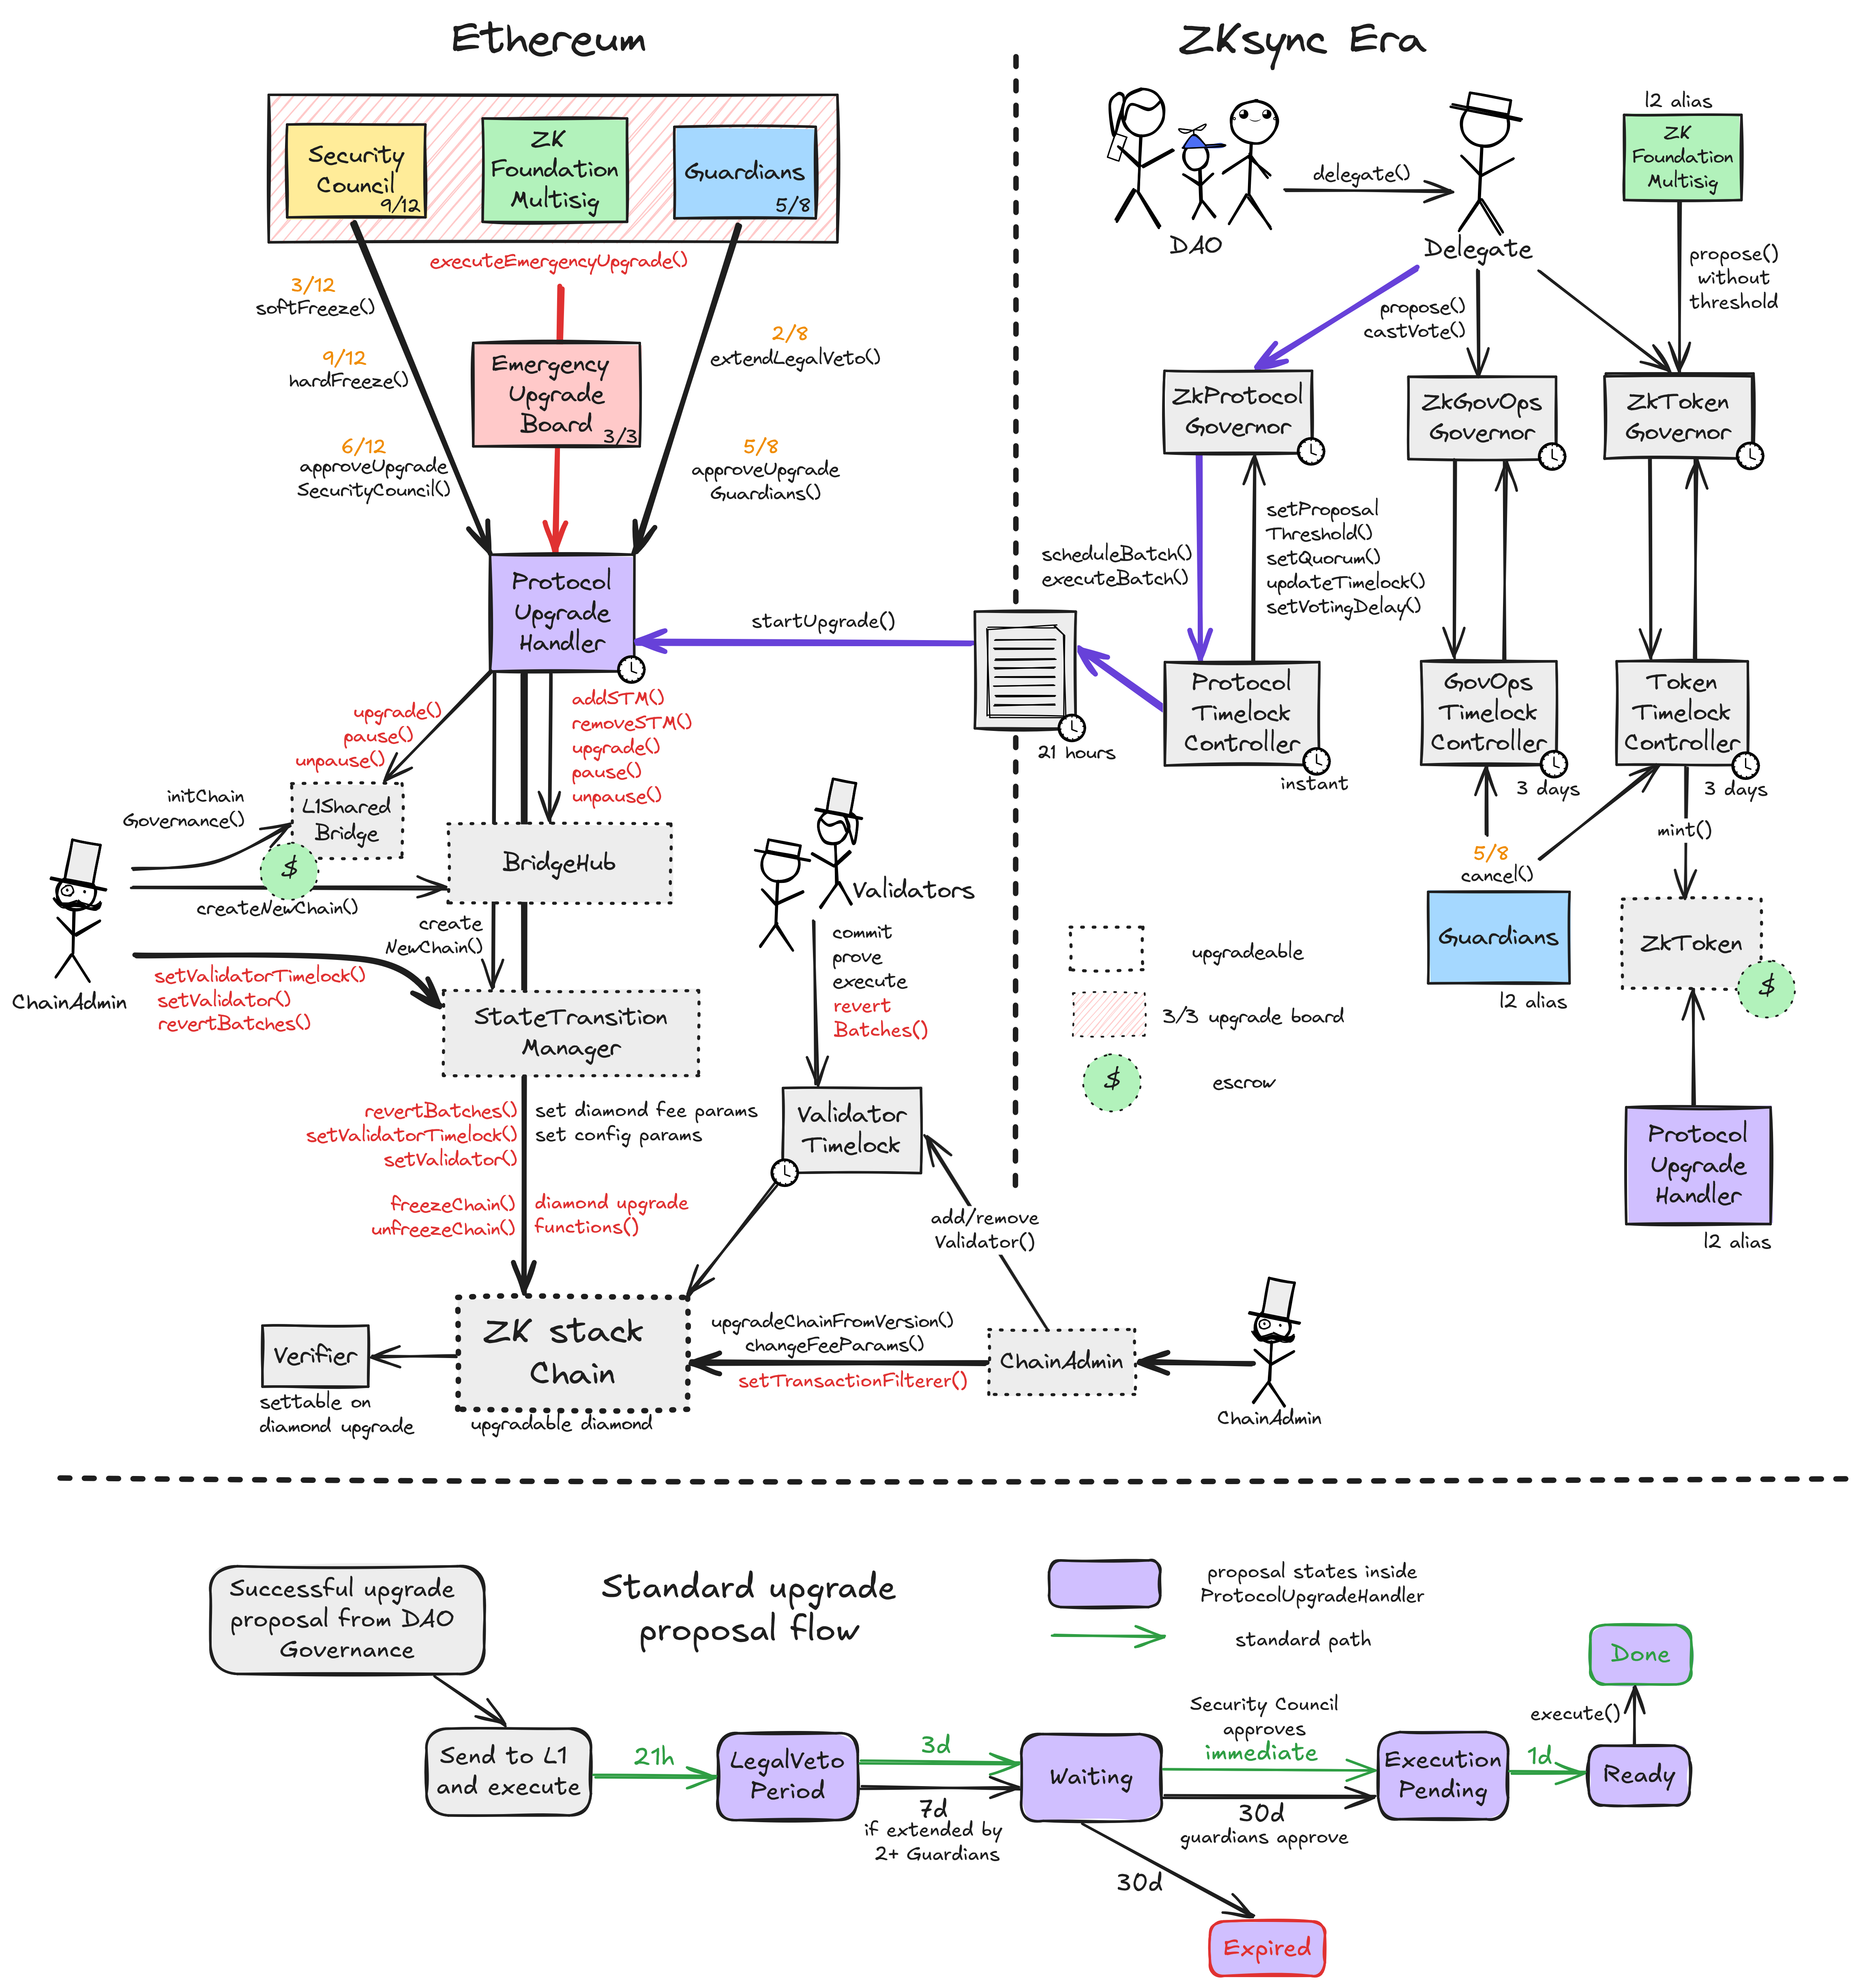 Ethereum
ZKsync Era
Security
Council
9/12
ZK
Foundation
Multisig
Guardians
5/8
executeEmergencyUpgrade()
3/12
softFreeze()
9/12
hardFreeze()
6/12
approveUpgrade
SecurityCouncil()
Emergency
Upgrade
Board
3/3
2/8
extendLegalVeto()
5/8
approveUpgrade
Guardians()
Protocol
Upgrade
Handler
startUpgrade()
21 hours
upgrade()
pause()
unpause()
addSTM()
removeSTM()
upgrade()
pause()
unpause()
initChain
Governance()
L1Shared
Bridge
$
BridgeHub
createNewChain()
create
NewChain()
ChainAdmin
setValidatorTimelock()
setValidator()
revertBatches()
StateTransition
Manager
Validators
commit
prove
execute
revert
Batches()
Validator
Timelock
revertBatches()
setValidatorTimelock()
setValidator()
set diamond fee params
set config params
freezeChain()
unfreezeChain()
diamond upgrade
functions()
add/remove
Validator()
Verifier
settable on
diamond upgrade
ZK stack
Chain
upgradable diamond
upgradeChainFromVersion()
changeFeeParams()
setTransactionFilterer()
ChainAdmin
ChainAdmin
DAO
delegate()
Delegate
l2 alias
ZK
Foundation
Multisig
propose()
without
threshold
propose()
castVote()
ZkProtocol
Governor
ZkGovOps
Governor
ZkToken
Governor
scheduleBatch()
executeBatch()
setProposal
Threshold()
setQuorum()
updateTimelock()
setVotingDelay()
Protocol
Timelock
Controller
instant
GovOps
Timelock
Controller
3 days
Token
Timelock
Controller
3 days
5/8
cancel()
mint()
Guardians
l2 alias
ZkToken
$
Protocol
Upgrade
Handler
l2 alias
upgradeable
3/3 upgrade board
$
escrow
Successful upgrade
proposal from DAO
Governance
Standard upgrade
proposal flow
proposal states inside
ProtocolUpgradeHandler
standard path
Send to L1
and execute
21h
LegalVeto
Period
3d
7d
if extended by
2+ Guardians
Waiting
Security Council
approves
immediate
30d
guardians approve
Execution
Pending
1d
Ready
execute()
Done
30d
Expired